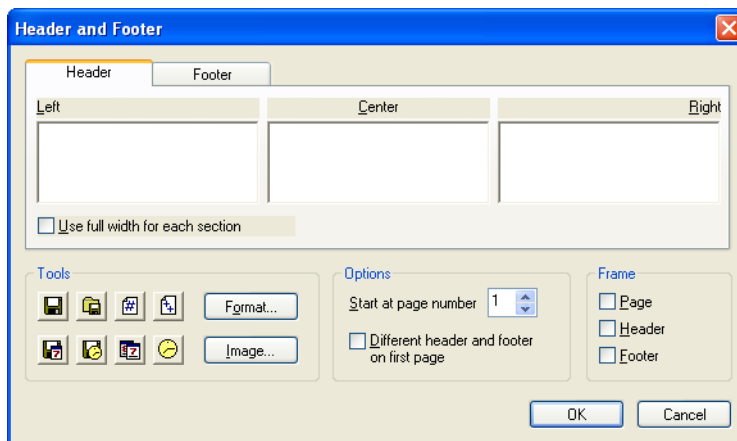 Header and Footer
Header Footer
Left Center Right
Use full width for each section
Tools Options Frame
Format...
Start at page number 1
Page
Header
Image...
Different header and footer
on first page
Footer
OK Cancel